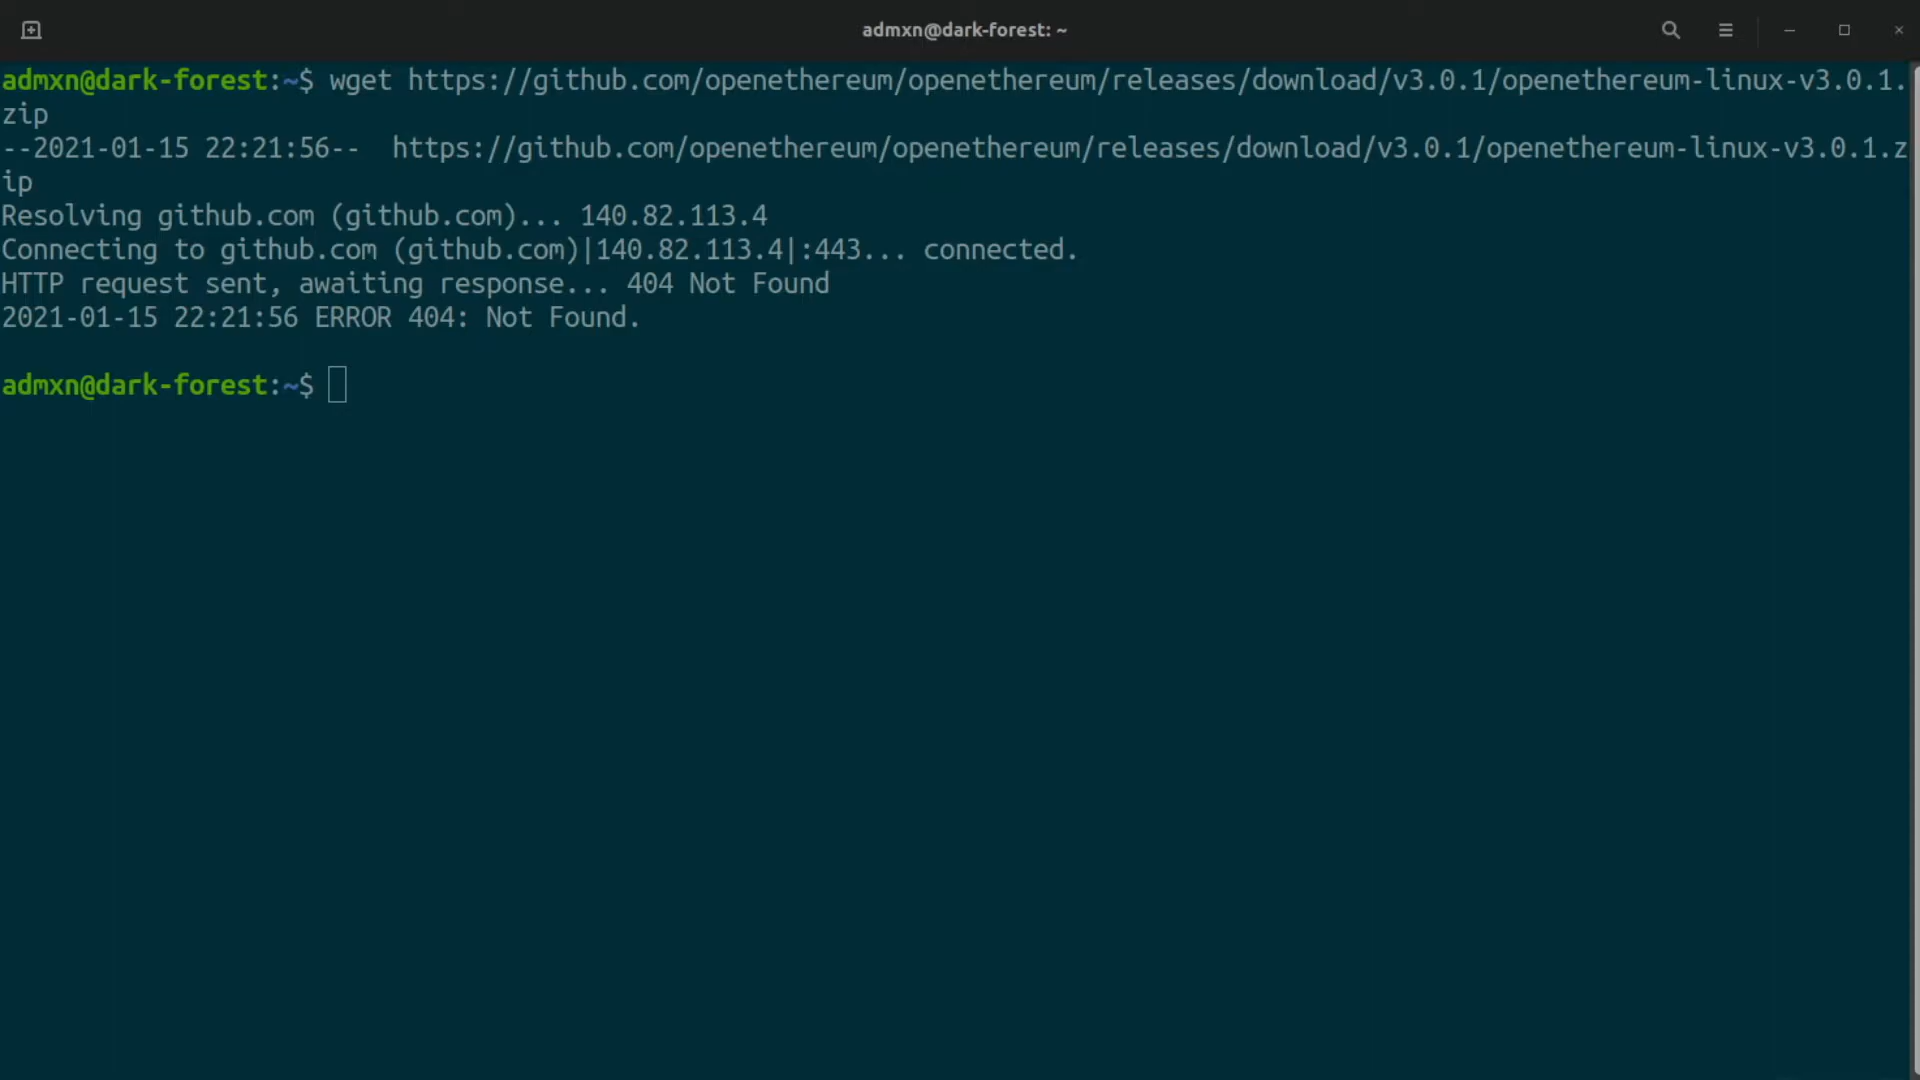 admxn@dark-forest: ~
admxn@dark-forest:~$ wget https://github.com/openethereum/openethereum/releases/download/v3.0.1/openethereum-linux-v3.0.1.
zip
--2021-01-15 22:21:56--  https://github.com/openethereum/openethereum/releases/download/v3.0.1/openethereum-linux-v3.0.1.z
ip
Resolving github.com (github.com)... 140.82.113.4
Connecting to github.com (github.com)|140.82.113.4|:443... connected.
HTTP request sent, awaiting response... 404 Not Found
2021-01-15 22:21:56 ERROR 404: Not Found.
admxn@dark-forest:~$